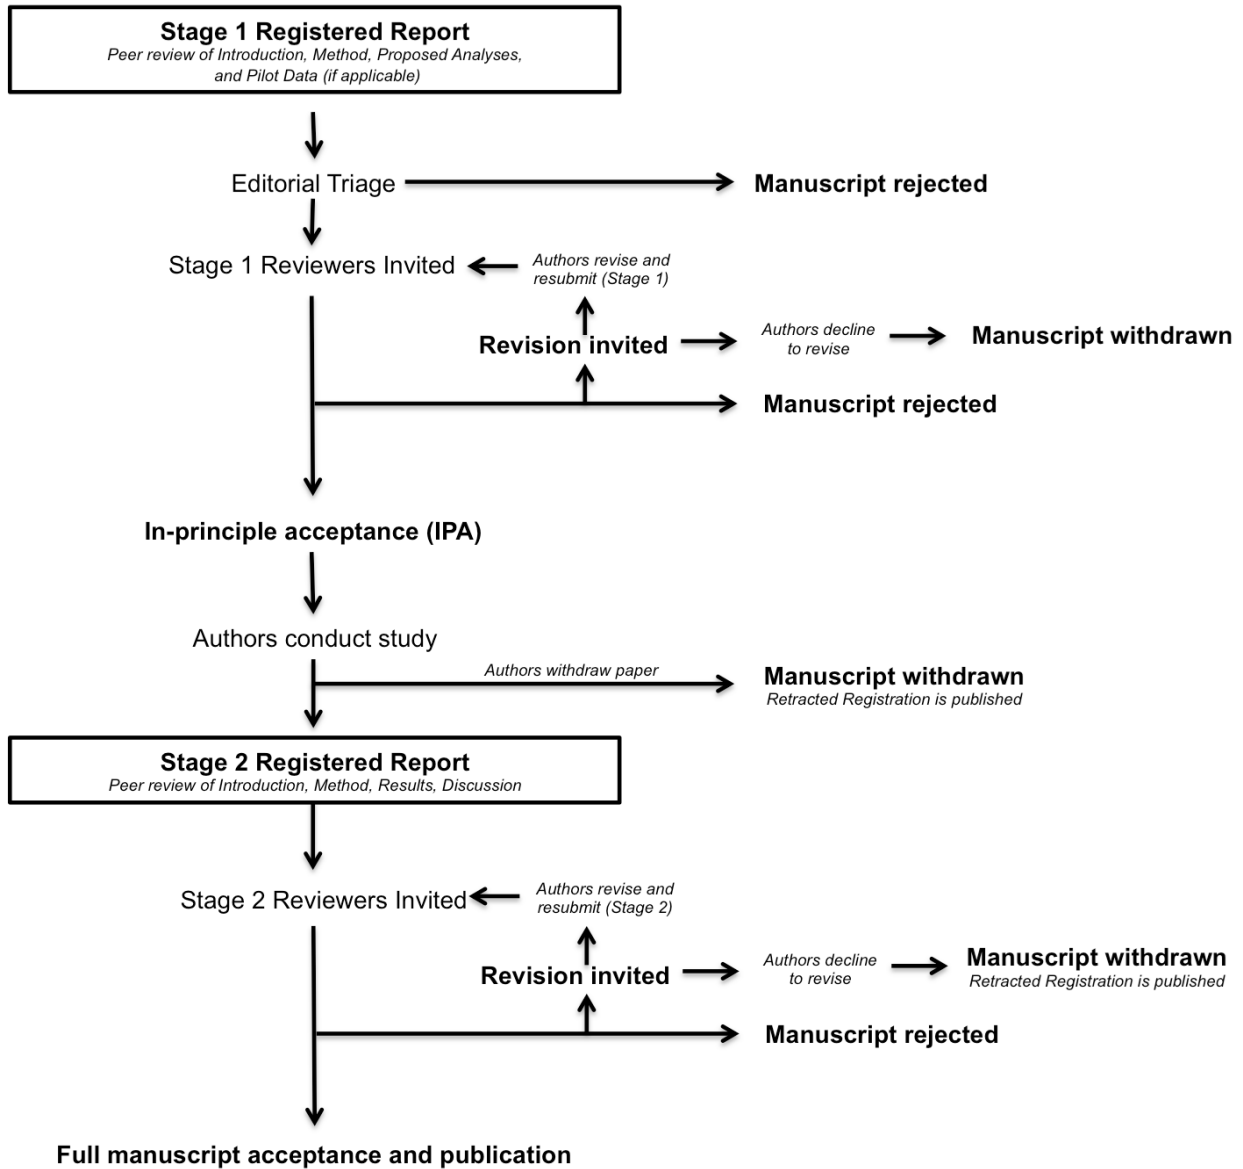 Stage 1 Registered Report
Peer review of Introduction, Method, Proposed Analyses,
and Pilot Data (if applicable)
Editorial Triage
Manuscript rejected
Stage 1 Reviewers Invited
Authors revise and
resubmit (Stage 1)
Revision invited
Authors decline
to revise
Manuscript withdrawn
Manuscript rejected
In-principle acceptance (IPA)
Authors conduct study
Authors withdraw paper
Manuscript withdrawn
Retracted Registration is published
Stage 2 Registered Report
Peer review of Introduction, Method, Results, Discussion
Stage 2 Reviewers Invited
Authors revise and
resubmit (Stage 2)
Revision invited
Authors decline
to revise
Manuscript withdrawn
Retracted Registration is published
Manuscript rejected
Full manuscript acceptance and publication